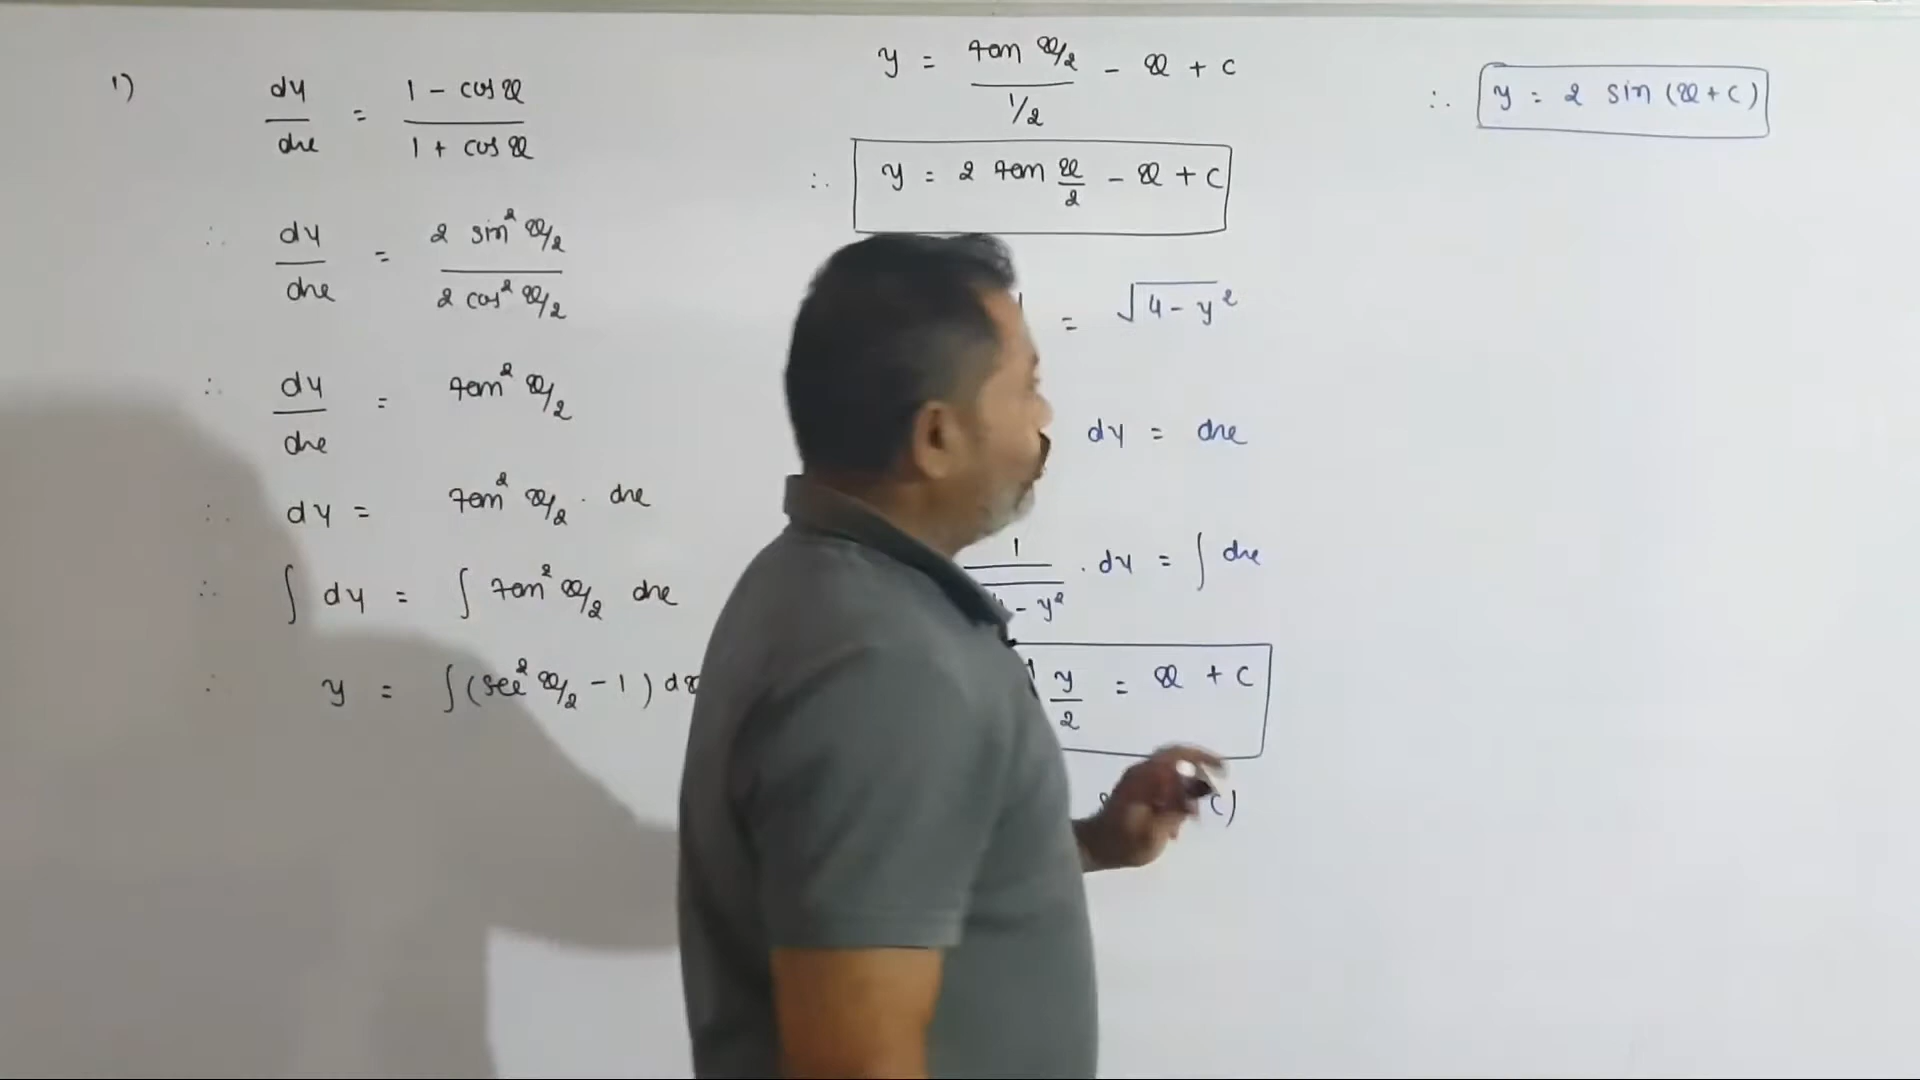 1) dy/dx = (1 - cos x)/(1 + cos x)
∴ dy/dx = (2 sin² x/2)/(2 cos² x/2)
∴ dy/dx = tan² x/2
∴ dy = tan² x/2 · dx
∴ ∫ dy = ∫ tan² x/2 dx
∴ y = ∫(sec² x/2 - 1) dx
y = (tan x/2)/(1/2) - x + c
∴ y = 2 tan x/2 - x + c
= √4 - y²
dy = dx
1/ - y² · dy = ∫ dx
y/2 = x + c
c)
∴ y = 2 sin (x + c)